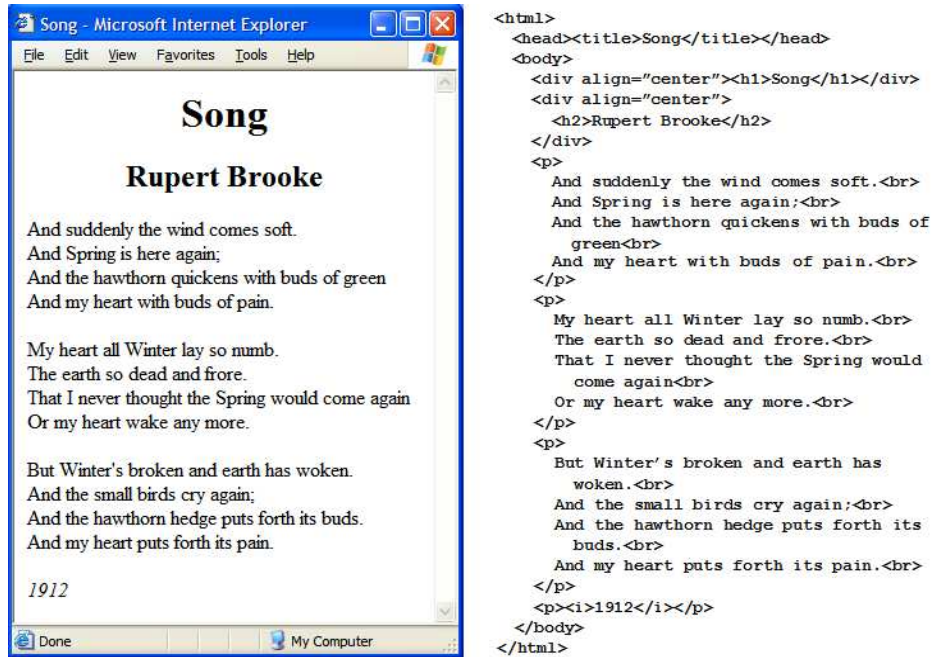 Song - Microsoft Internet Explorer
File Edit View Favorites Tools Help
Song
Rupert Brooke
And suddenly the wind comes soft.
And Spring is here again;
And the hawthorn quickens with buds of green
And my heart with buds of pain.
My heart all Winter lay so numb.
The earth so dead and frore.
That I never thought the Spring would come again
Or my heart wake any more.
But Winter's broken and earth has woken.
And the small birds cry again;
And the hawthorn hedge puts forth its buds.
And my heart puts forth its pain.
1912
Done My Computer
<html>
<head><title>Song</title></head>
<body>
<div align="center"><h1>Song</h1></div>
<div align="center">
<h2>Rupert Brooke</h2>
</div>
<p>
And suddenly the wind comes soft.<br>
And Spring is here again;<br>
And the hawthorn quickens with buds of
green<br>
And my heart with buds of pain.<br>
</p>
<p>
My heart all Winter lay so numb.<br>
The earth so dead and frore.<br>
That I never thought the Spring would
come again<br>
Or my heart wake any more.<br>
</p>
<p>
But Winter's broken and earth has
woken.<br>
And the small birds cry again;<br>
And the hawthorn hedge puts forth its
buds.<br>
And my heart puts forth its pain.<br>
</p>
<p><i>1912</i></p>
</body>
</html>